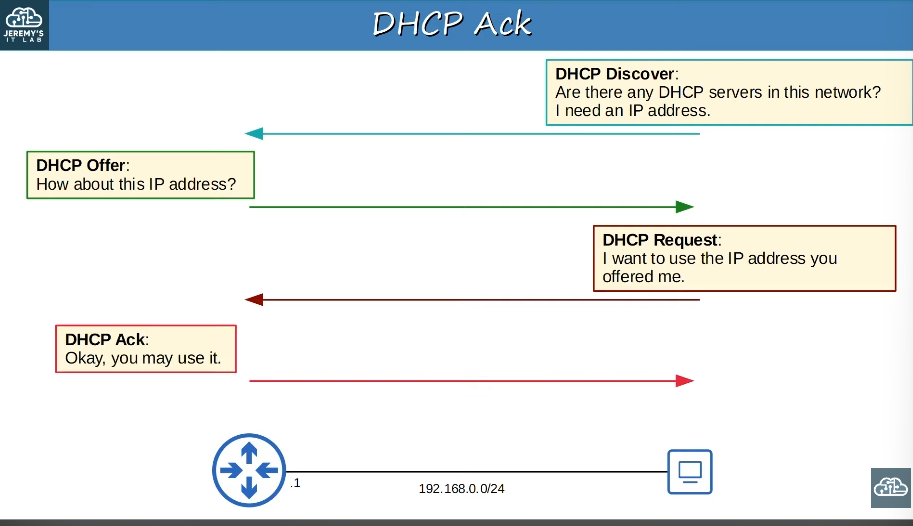 JEREMY'S
IT LAB
DHCP Ack
DHCP Discover:
Are there any DHCP servers in this network?
I need an IP address.
DHCP Offer:
How about this IP address?
DHCP Request:
I want to use the IP address you
offered me.
DHCP Ack:
Okay, you may use it.
.1
192.168.0.0/24